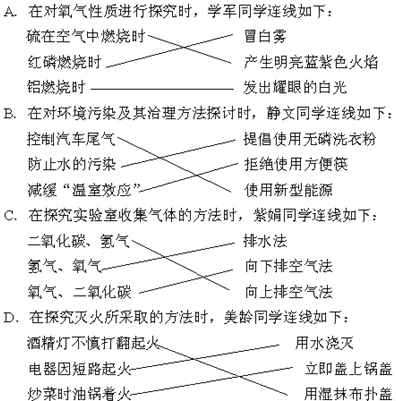 A. 在对氧气性质进行探究时，学军同学连线如下：
硫在空气中燃烧时 冒白雾
红磷燃烧时 产生明亮蓝紫色火焰
铝燃烧时 发出耀眼的白光
B. 在对环境污染及其治理方法探讨时，静文同学连线如下：
控制汽车尾气 提倡使用无磷洗衣粉
防止水的污染 拒绝使用方便筷
减缓“温室效应” 使用新型能源
C. 在探究实验室收集气体的方法时，紫娟同学连线如下：
二氧化碳、氢气 排水法
氢气、氧气 向下排空气法
氧气、二氧化碳 向上排空气法
D. 在探究灭火所采取的方法时，美龄同学连线如下：
酒精灯不慎打翻起火 用水浇灭
电器因短路起火 立即盖上锅盖
炒菜时油锅着火 用湿抹布扑盖